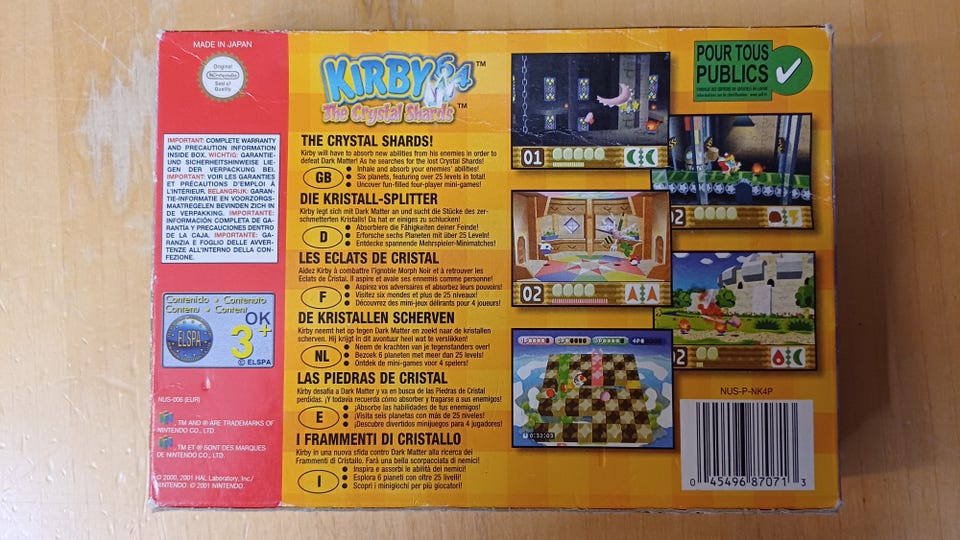 MADE IN JAPAN
Original
Nintendo
Seal of
Quality
IMPORTANT: COMPLETE WARRANTY
AND PRECAUTION INFORMATION
INSIDE BOX. WICHTIG: GARANTIE-
UND SICHERHEITSHINWEISE LIE-
GEN DER VERPACKUNG BEI.
IMPORTANT: VOIR LES GARANTIES
ET PRÉCAUTIONS D'EMPLOI À
L'INTÉRIEUR. BELANGRIJK: GARAN-
TIE-INFORMATION EN VOORZORGS-
MAATREGELEN BEVINDEN ZICH IN
DE VERPAKKING. IMPORTANTE:
INFORMACIÓN COMPLETA DE GA-
RANTÍA Y PRECAUCIONES DENTRO
DE LA CAJA. IMPORTANTE: GA-
RANZIA E FOGLIO DELLE AVVER-
TENZE ALL'INTERNO DELLA CON-
FEZIONE.
Contenido Contenuto
Contenu Content
ELSPA
OK
3+
© ELSPA
NUS-006 (EUR)
, TM AND ® ARE TRADEMARKS OF
NINTENDO CO., LTD.
, TM ET ® SONT DES MARQUES
DE NINTENDO CO., LTD.
© 2000, 2001 HAL Laboratory, Inc/
NINTENDO. © 2001 NINTENDO.
KIRBY 64™
The Crystal Shards™
THE CRYSTAL SHARDS!
Kirby will have to absorb new abilities from his enemies in order to
defeat Dark Matter! As he searches for the lost Crystal Shards!
GB
● Inhale and absorb your enemies' abilities!
● Six planets, featuring over 25 levels in total!
● Uncover fun-filled four-player mini-games!
DIE KRISTALL-SPLITTER
Kirby legt sich mit Dark Matter an und sucht die Stücke des zer-
schmetterten Kristalls! Da hat er einiges zu schlucken!
D
● Absorbiere die Fähigkeiten deiner Feinde!
● Erforsche sechs Planeten mit über 25 Leveln!
● Entdecke spannende Mehrspieler-Minimatches!
LES ECLATS DE CRISTAL
Aidez Kirby à combattre l'ignoble Morph Noir et à retrouver les
Eclats de Cristal. Il aspire et avale ses ennemis comme personne!
F
● Aspirez vos adversaires et absorbez leurs pouvoirs!
● Visitez six mondes et plus de 25 niveaux!
● Découvrez des mini-jeux délirants pour 4 joueurs!
DE KRISTALLEN SCHERVEN
Kirby neemt het op tegen Dark Matter en zoekt naar de kristallen
scherven. Hij krijgt in dit avontuur heel wat te verslikken!
NL
● Neem de krachten van je tegenstanders over!
● Bezoek 6 planeten met meer dan 25 levels!
● Ontdek de mini-games voor 4 spelers!
LAS PIEDRAS DE CRISTAL
Kirby desafía a Dark Matter y va en busca de las Piedras de Cristal
perdidas. ¡Y todavía recuerda cómo absorber y tragarse a sus enemigos!
E
● ¡Absorbe las habilidades de tus enemigos!
● ¡Visita seis planetas con más de 25 niveles!
● ¡Descubre divertidos minijuegos para 4 jugadores!
I FRAMMENTI DI CRISTALLO
Kirby in una nuova sfida contro Dark Matter alla ricerca dei
Frammenti di Cristallo. Farà una bella scorpacciata di nemici!
I
● Inspira e assorbi le abilità dei nemici!
● Esplora 6 pianeti con oltre 25 livelli!
● Scopri i minigiochi per più giocatori!
01
02
02
02
4P
0:33:03
POUR TOUS
PUBLICS
NUS-P-NK4P
0 45496 87071 3